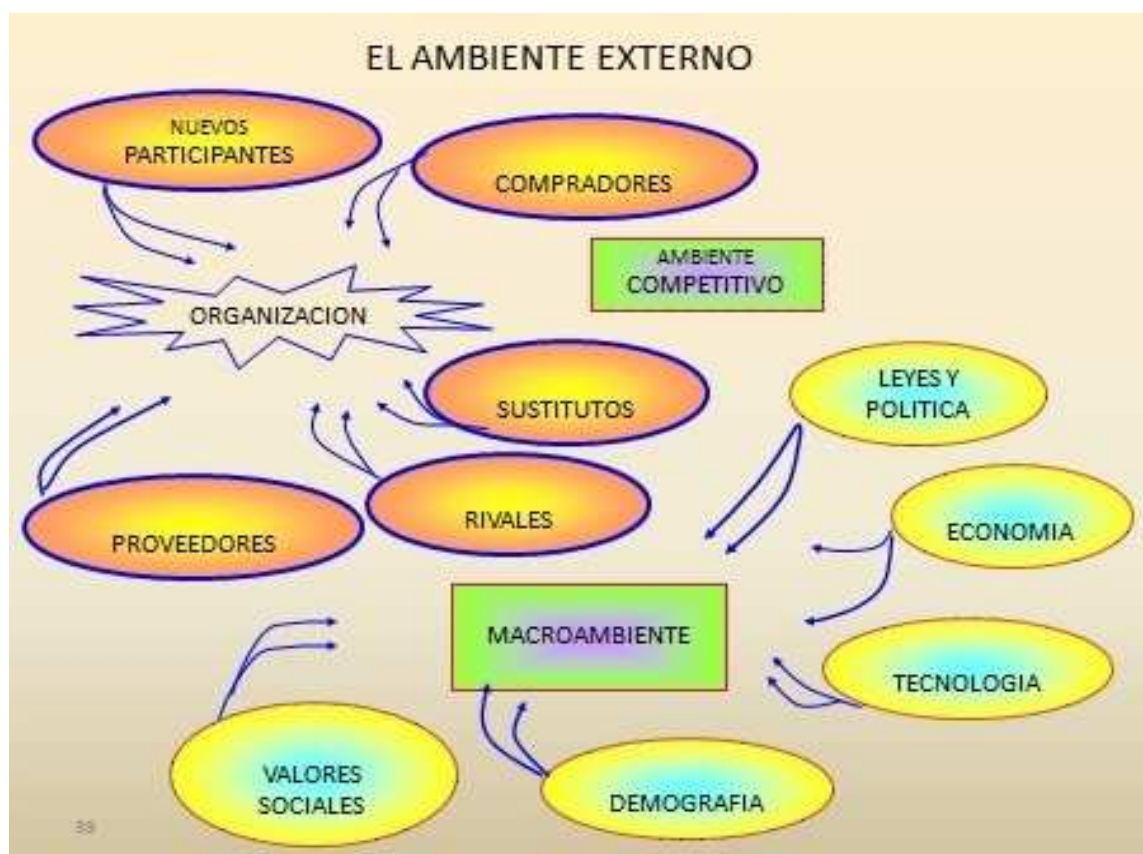 EL AMBIENTE EXTERNO
NUEVOS
PARTICIPANTES
COMPRADORES
AMBIENTE
COMPETITIVO
ORGANIZACION
SUSTITUTOS
LEYES Y
POLITICA
RIVALES
PROVEEDORES
ECONOMIA
MACROAMBIENTE
TECNOLOGIA
VALORES
SOCIALES
DEMOGRAFIA